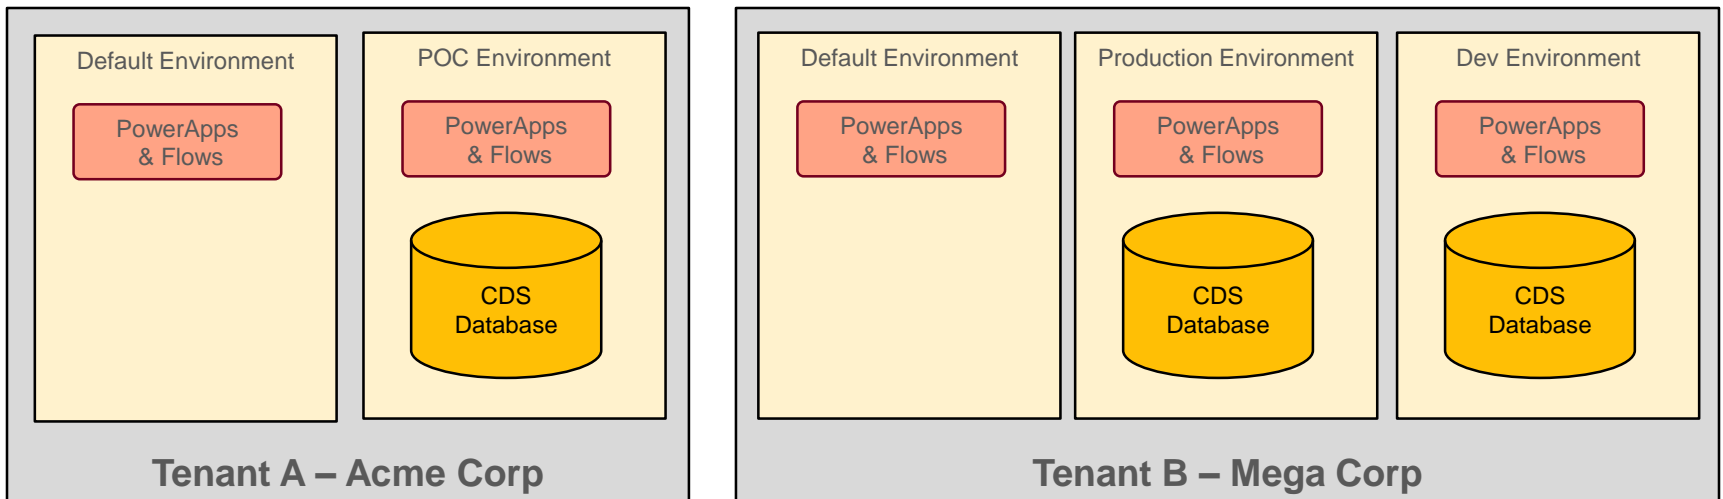 Default Environment
PowerApps
& Flows
POC Environment
PowerApps
& Flows
CDS
Database
Tenant A – Acme Corp
Default Environment
PowerApps
& Flows
Production Environment
PowerApps
& Flows
CDS
Database
Dev Environment
PowerApps
& Flows
CDS
Database
Tenant B – Mega Corp